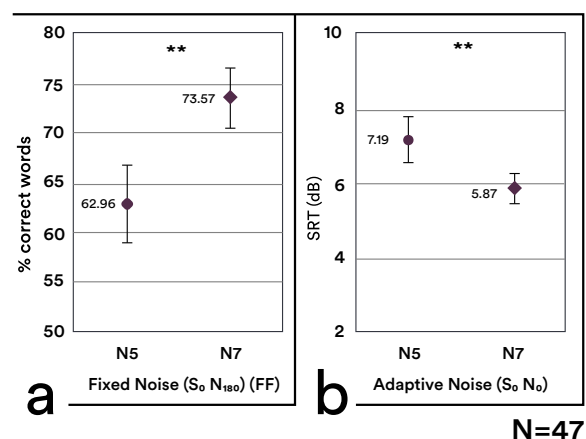 80
75
70
65
60
55
50
% correct words
**
62.96
73.57
N5 N7
Fixed Noise (S₀ N₁₈₀) (FF)
a
10
8
6
4
2
SRT (dB)
**
7.19
5.87
N5 N7
Adaptive Noise (S₀ N₀)
b
N=47